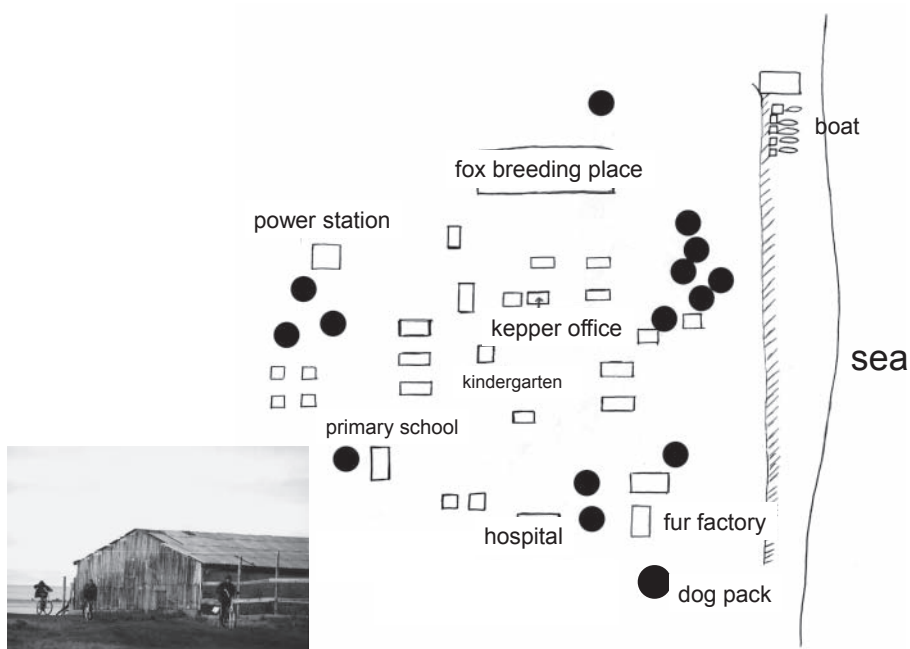 boat
fox breeding place
power station
kepper office
sea
kindergarten
primary school
hospital
fur factory
dog pack